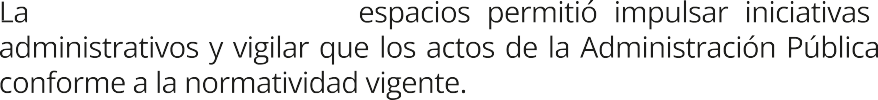 La espacios permitió impulsar iniciativas
administrativos y vigilar que los actos de la Administración Pública
conforme a la normatividad vigente.